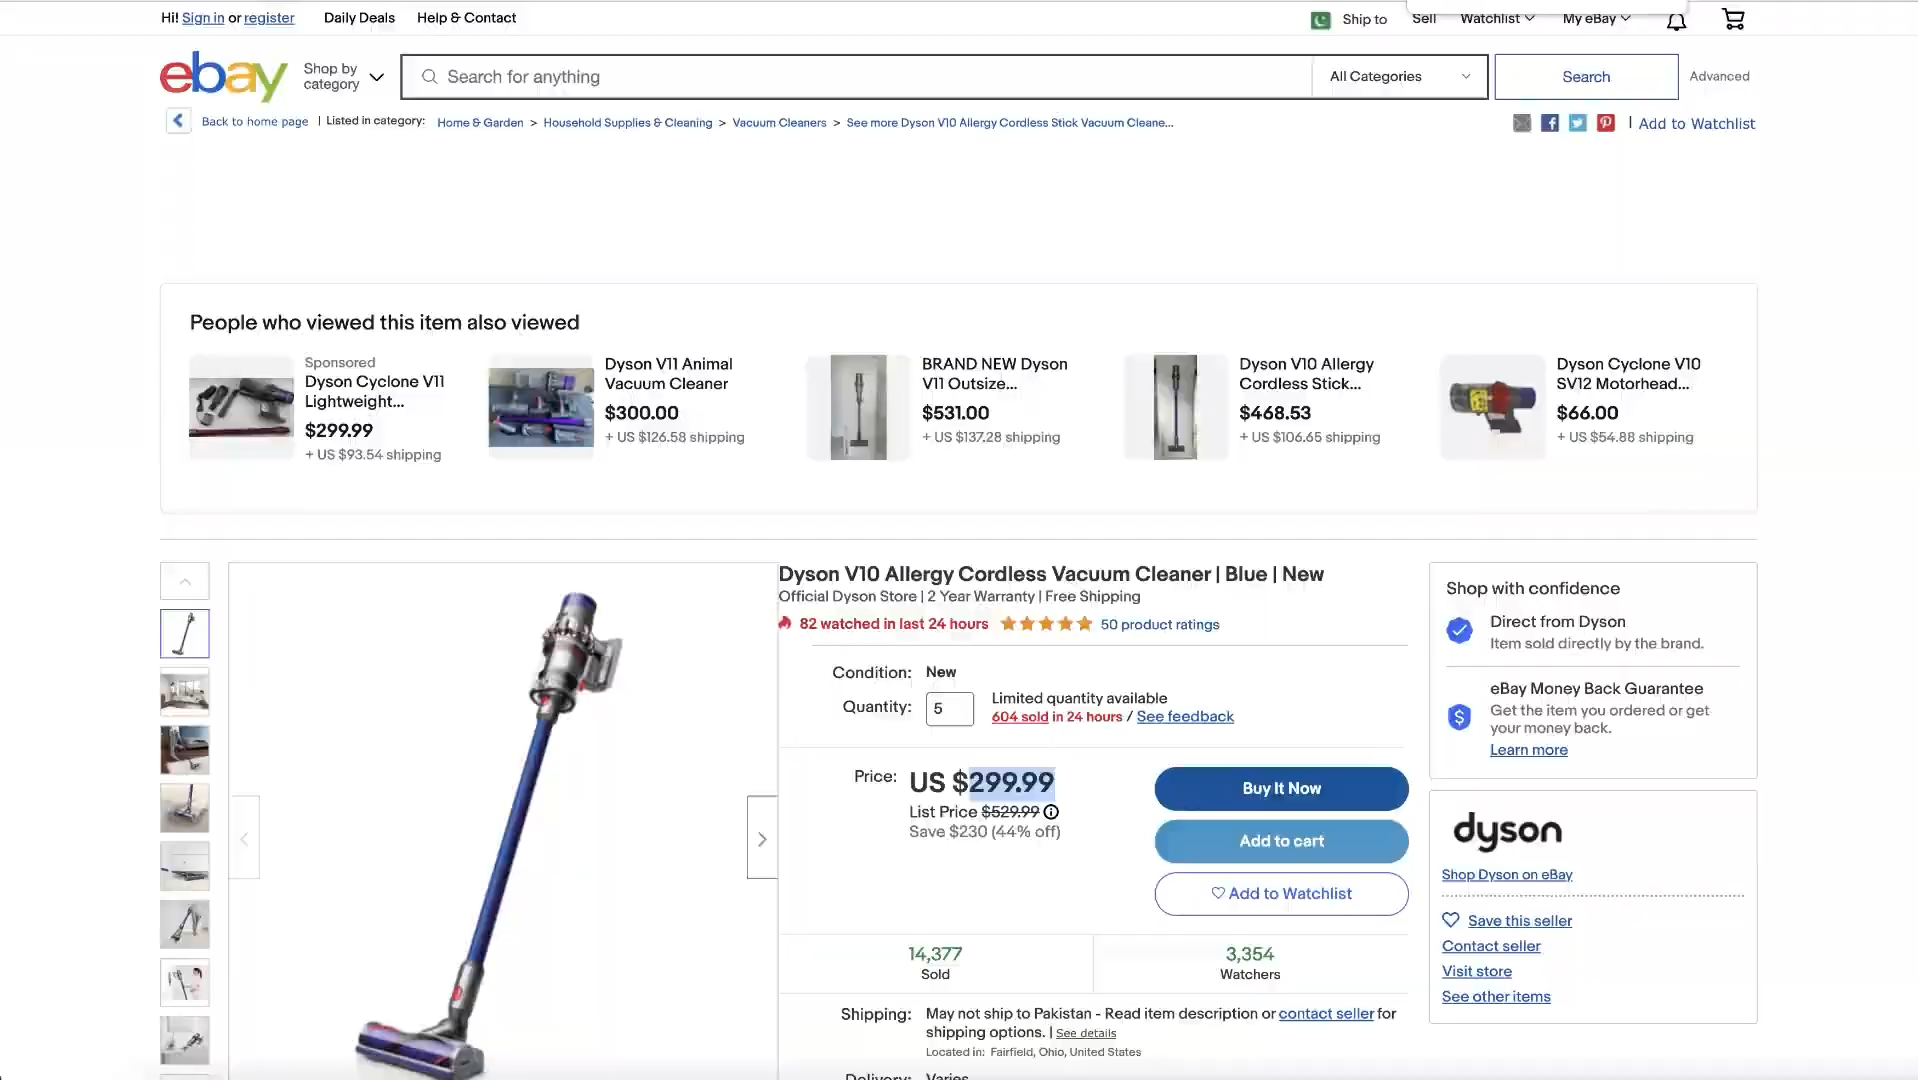 Hi! Sign in or register
Daily Deals
Help & Contact
Ship to
Sell
Watchlist
My eBay
ebay
Shop by category
Search for anything
All Categories
Search
Advanced
Back to home page | Listed in category: Home & Garden > Household Supplies & Cleaning > Vacuum Cleaners > See more Dyson V10 Allergy Cordless Stick Vacuum Cleane...
| Add to Watchlist
People who viewed this item also viewed
Sponsored
Dyson Cyclone V11
Lightweight...
$299.99
+ US $93.54 shipping
Dyson V11 Animal
Vacuum Cleaner
$300.00
+ US $126.58 shipping
BRAND NEW Dyson
V11 Outsize...
$531.00
+ US $137.28 shipping
Dyson V10 Allergy
Cordless Stick...
$468.53
+ US $106.65 shipping
Dyson Cyclone V10
SV12 Motorhead...
$66.00
+ US $54.88 shipping
Dyson V10 Allergy Cordless Vacuum Cleaner | Blue | New
Official Dyson Store | 2 Year Warranty | Free Shipping
82 watched in last 24 hours
50 product ratings
Condition: New
Quantity: 5
Limited quantity available
604 sold in 24 hours / See feedback
Price: US $299.99
List Price $529.99
Save $230 (44% off)
Buy It Now
Add to cart
Add to Watchlist
14,377
Sold
3,354
Watchers
Shipping: May not ship to Pakistan - Read item description or contact seller for
shipping options. | See details
Located in: Fairfield, Ohio, United States
Delivery: Varies
Shop with confidence
Direct from Dyson
Item sold directly by the brand.
eBay Money Back Guarantee
Get the item you ordered or get
your money back.
Learn more
dyson
Shop Dyson on eBay
Save this seller
Contact seller
Visit store
See other items